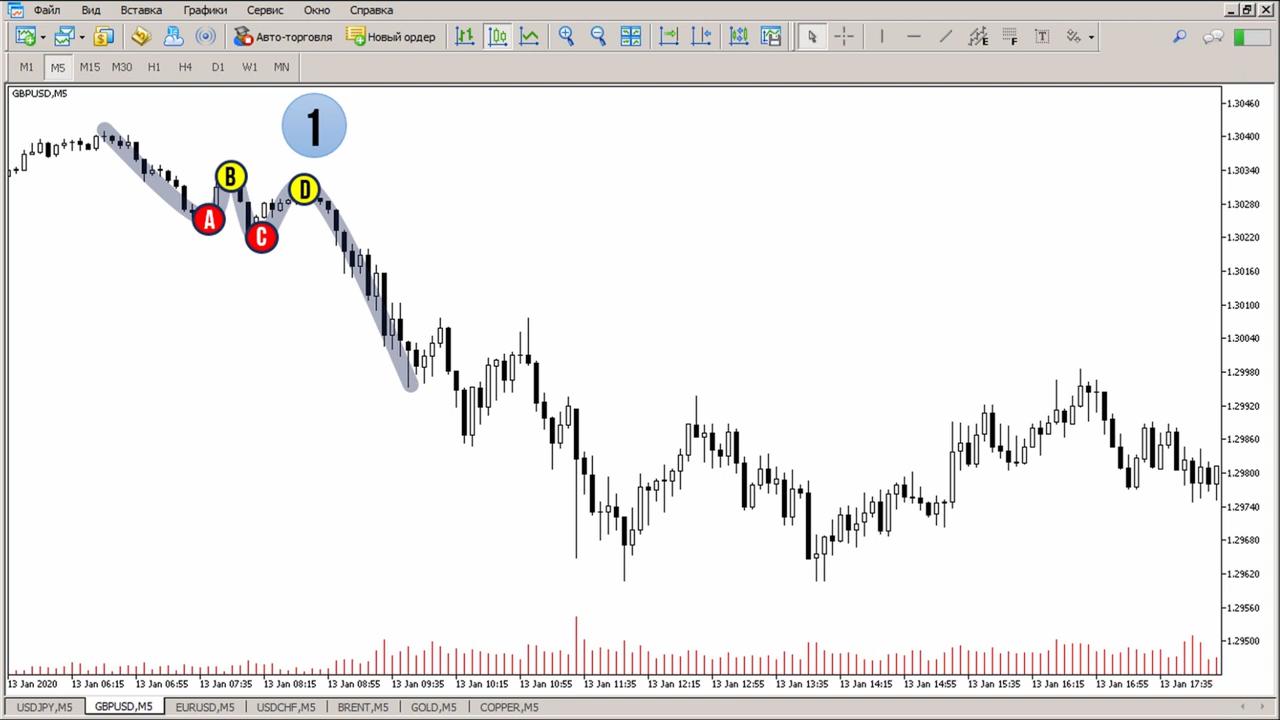 Файл Вид Вставка Графики Сервис Окно Справка
Авто-торговля Новый ордер E F T
M1 M5 M15 M30 H1 H4 D1 W1 MN
GBPUSD,M5
1
B
D
A
C
1.30460
1.30400
1.30340
1.30280
1.30220
1.30160
1.30100
1.30040
1.29980
1.29920
1.29860
1.29800
1.29740
1.29680
1.29620
1.29560
1.29500
13 Jan 2020 13 Jan 06:15 13 Jan 06:55 13 Jan 07:35 13 Jan 08:15 13 Jan 08:55 13 Jan 09:35 13 Jan 10:15 13 Jan 10:55 13 Jan 11:35 13 Jan 12:15 13 Jan 12:55 13 Jan 13:35 13 Jan 14:15 13 Jan 14:55 13 Jan 15:35 13 Jan 16:15 13 Jan 16:55 13 Jan 17:35
USDJPY,M5 GBPUSD,M5 EURUSD,M5 USDCHF,M5 BRENT,M5 GOLD,M5 COPPER,M5